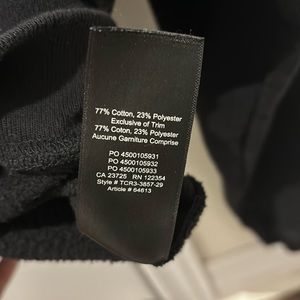 77% Cotton, 23% Polyester
Exclusive of Trim
77% Coton, 23% Polyester
Aucune Garniture Comprise
PO 4500105931
PO 4500105932
PO 4500105933
CA 23725 RN 122354
Style # TCR3-3857-29
Article # 64613